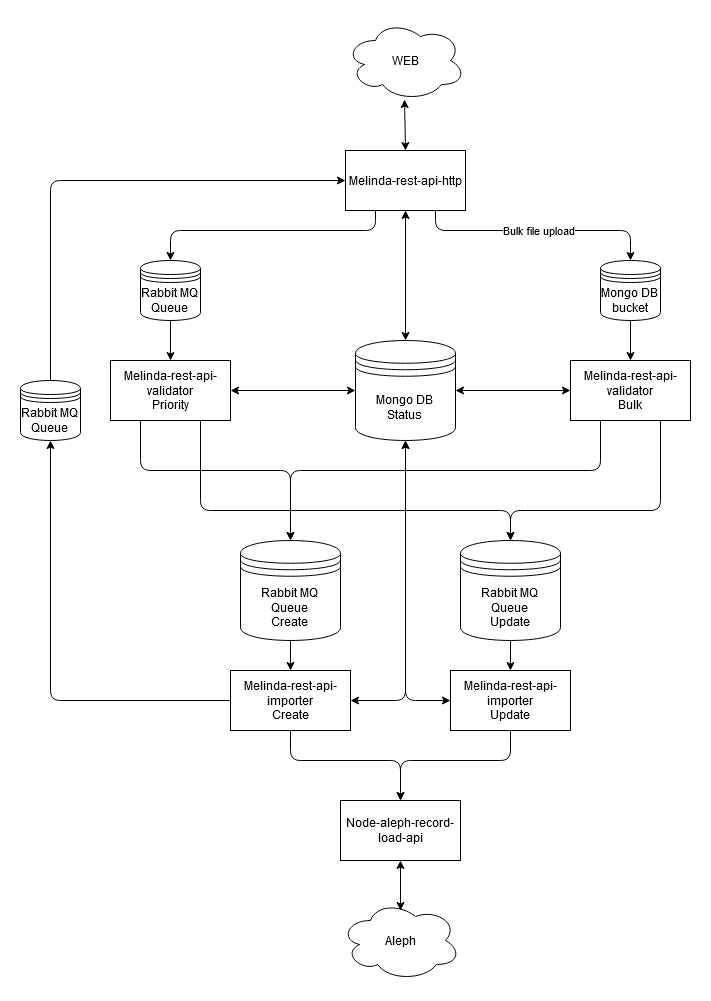 WEB
Melinda-rest-api-http
Bulk file upload
Rabbit MQ
Queue
Mongo DB
bucket
Melinda-rest-api-
validator
Priority
Mongo DB
Status
Melinda-rest-api-
validator
Bulk
Rabbit MQ
Queue
Rabbit MQ
Queue
Create
Rabbit MQ
Queue
Update
Melinda-rest-api-
importer
Create
Melinda-rest-api-
importer
Update
Node-aleph-record-
load-api
Aleph